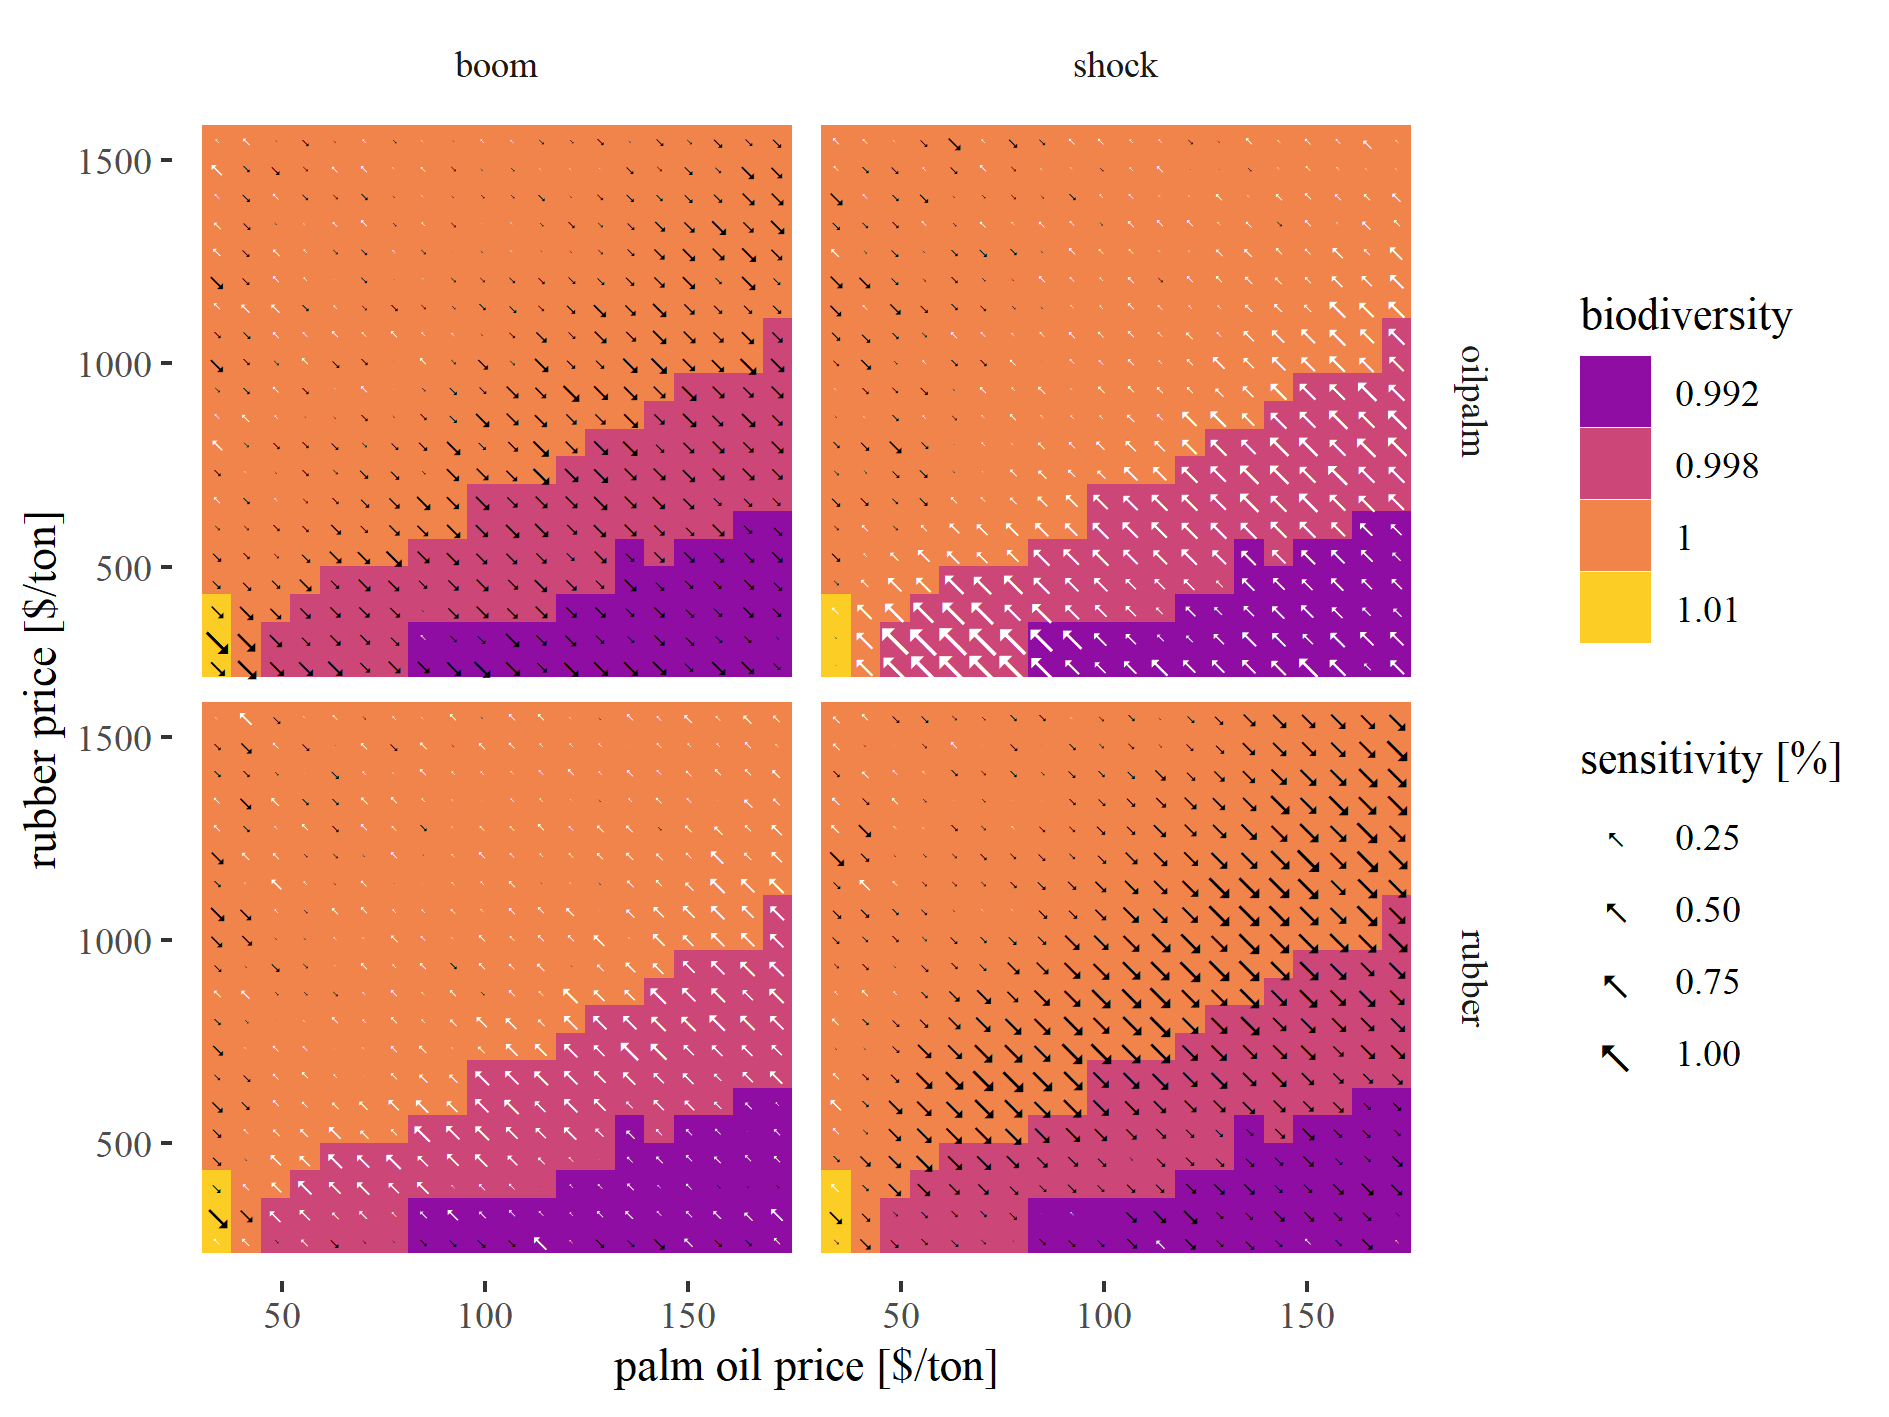 boom
shock
1500
1000
500
oilpalm
1500
1000
500
rubber
rubber price [$/ton]
50
100
150
50
100
150
palm oil price [$/ton]
biodiversity
0.992
0.998
1
1.01
sensitivity [%]
0.25
0.50
0.75
1.00